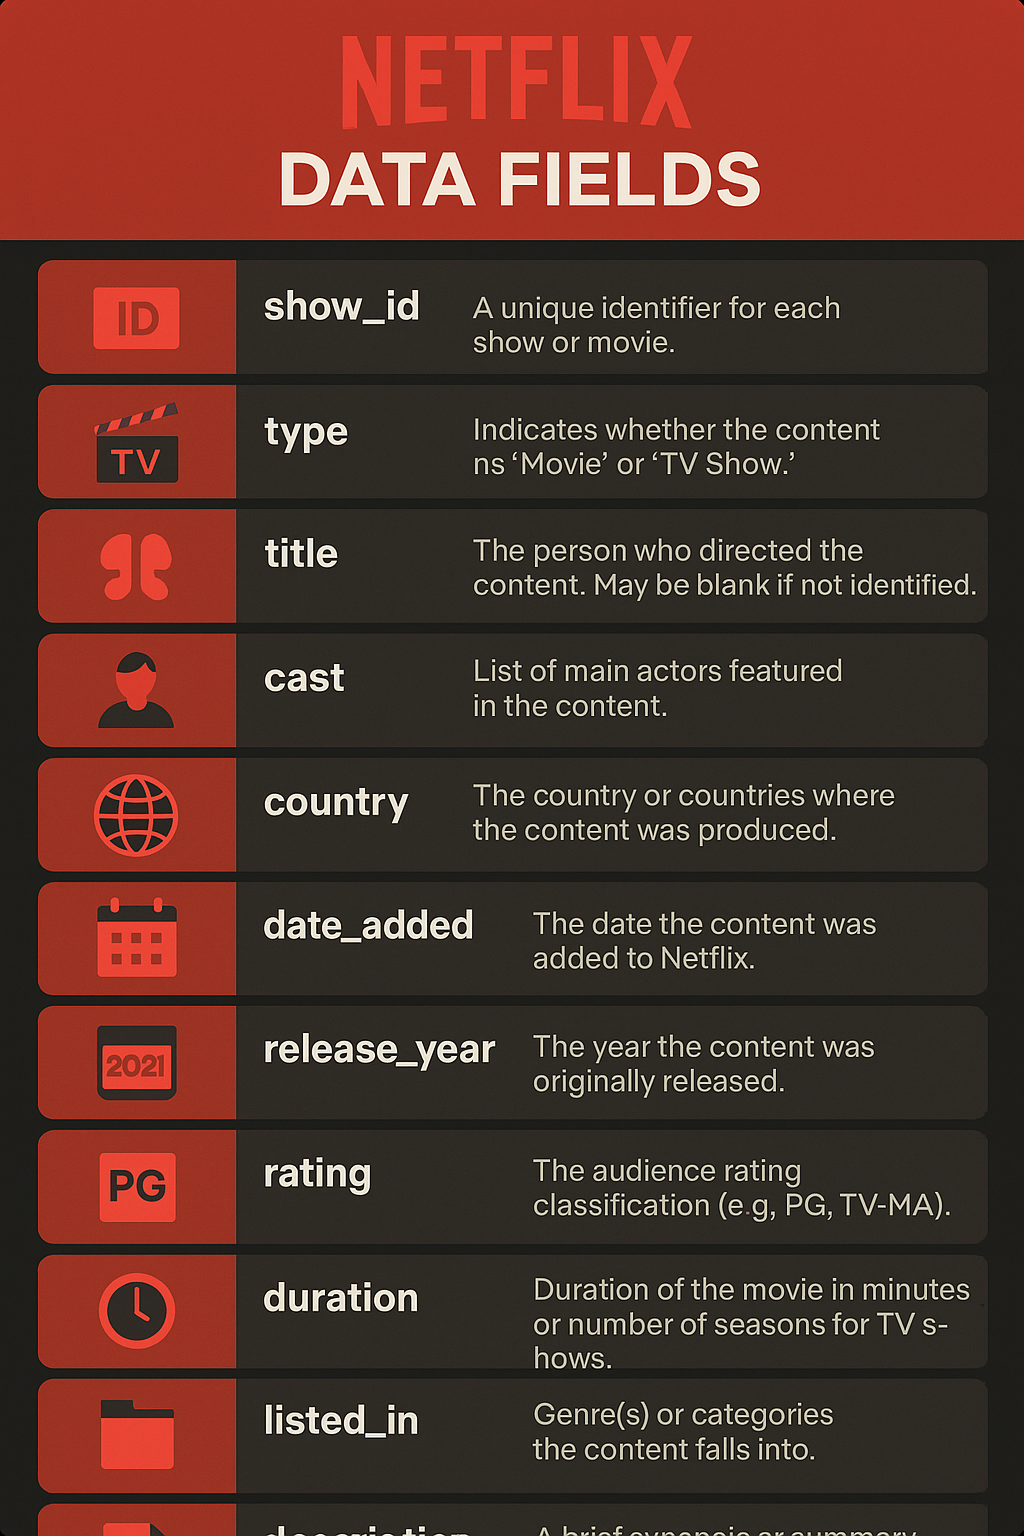 NETFLIX
DATA FIELDS
ID
show_id
A unique identifier for each
show or movie.
TV
type
Indicates whether the content
ns ‘Movie’ or ‘TV Show.’
title
The person who directed the
content. May be blank if not identified.
cast
List of main actors featured
in the content.
country
The country or countries where
the content was produced.
date_added
The date the content was
added to Netflix.
2021
release_year
The year the content was
originally released.
PG
rating
The audience rating
classification (e.g, PG, TV-MA).
duration
Duration of the movie in minutes
or number of seasons for TV s-
hows.
listed_in
Genre(s) or categories
the content falls into.
description
A brief synopsis or summary